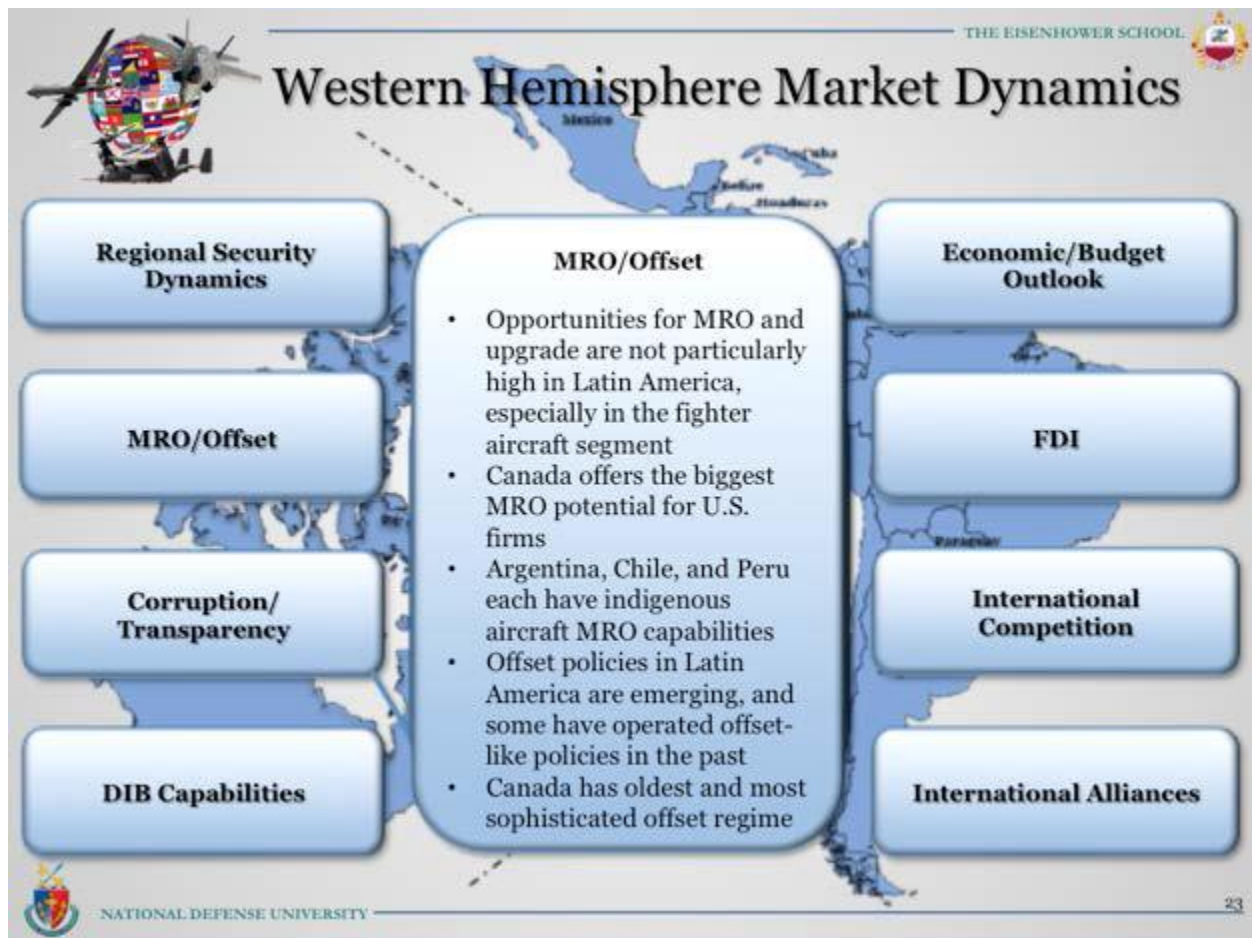 THE EISENHOWER SCHOOL
Western Hemisphere Market Dynamics
Mexico
Cuba
Belize
Honduras
Regional Security
Dynamics
MRO/Offset
Corruption/
Transparency
DIB Capabilities
MRO/Offset
• Opportunities for MRO and
upgrade are not particularly
high in Latin America,
especially in the fighter
aircraft segment
• Canada offers the biggest
MRO potential for U.S.
firms
• Argentina, Chile, and Peru
each have indigenous
aircraft MRO capabilities
• Offset policies in Latin
America are emerging, and
some have operated offset-
like policies in the past
• Canada has oldest and most
sophisticated offset regime
Economic/Budget
Outlook
FDI
Paraguay
International
Competition
International Alliances
NATIONAL DEFENSE UNIVERSITY
23